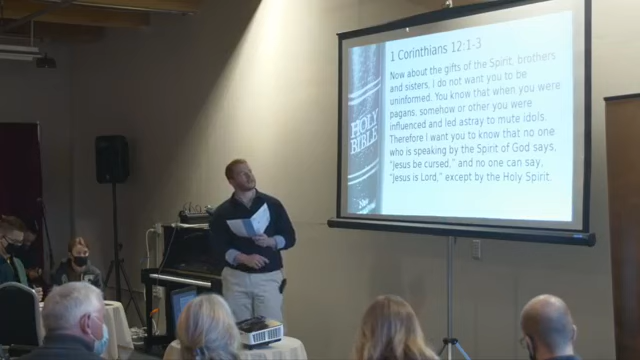 1 Corinthians 12:1-3
Now about the gifts of the Spirit, brothers
and sisters, I do not want you to be
uninformed. You know that when you were
pagans, somehow or other you were
influenced and led astray to mute idols.
Therefore I want you to know that no one
who is speaking by the Spirit of God says,
"Jesus be cursed," and no one can say,
"Jesus is Lord," except by the Holy Spirit.
HOLY
BIBLE